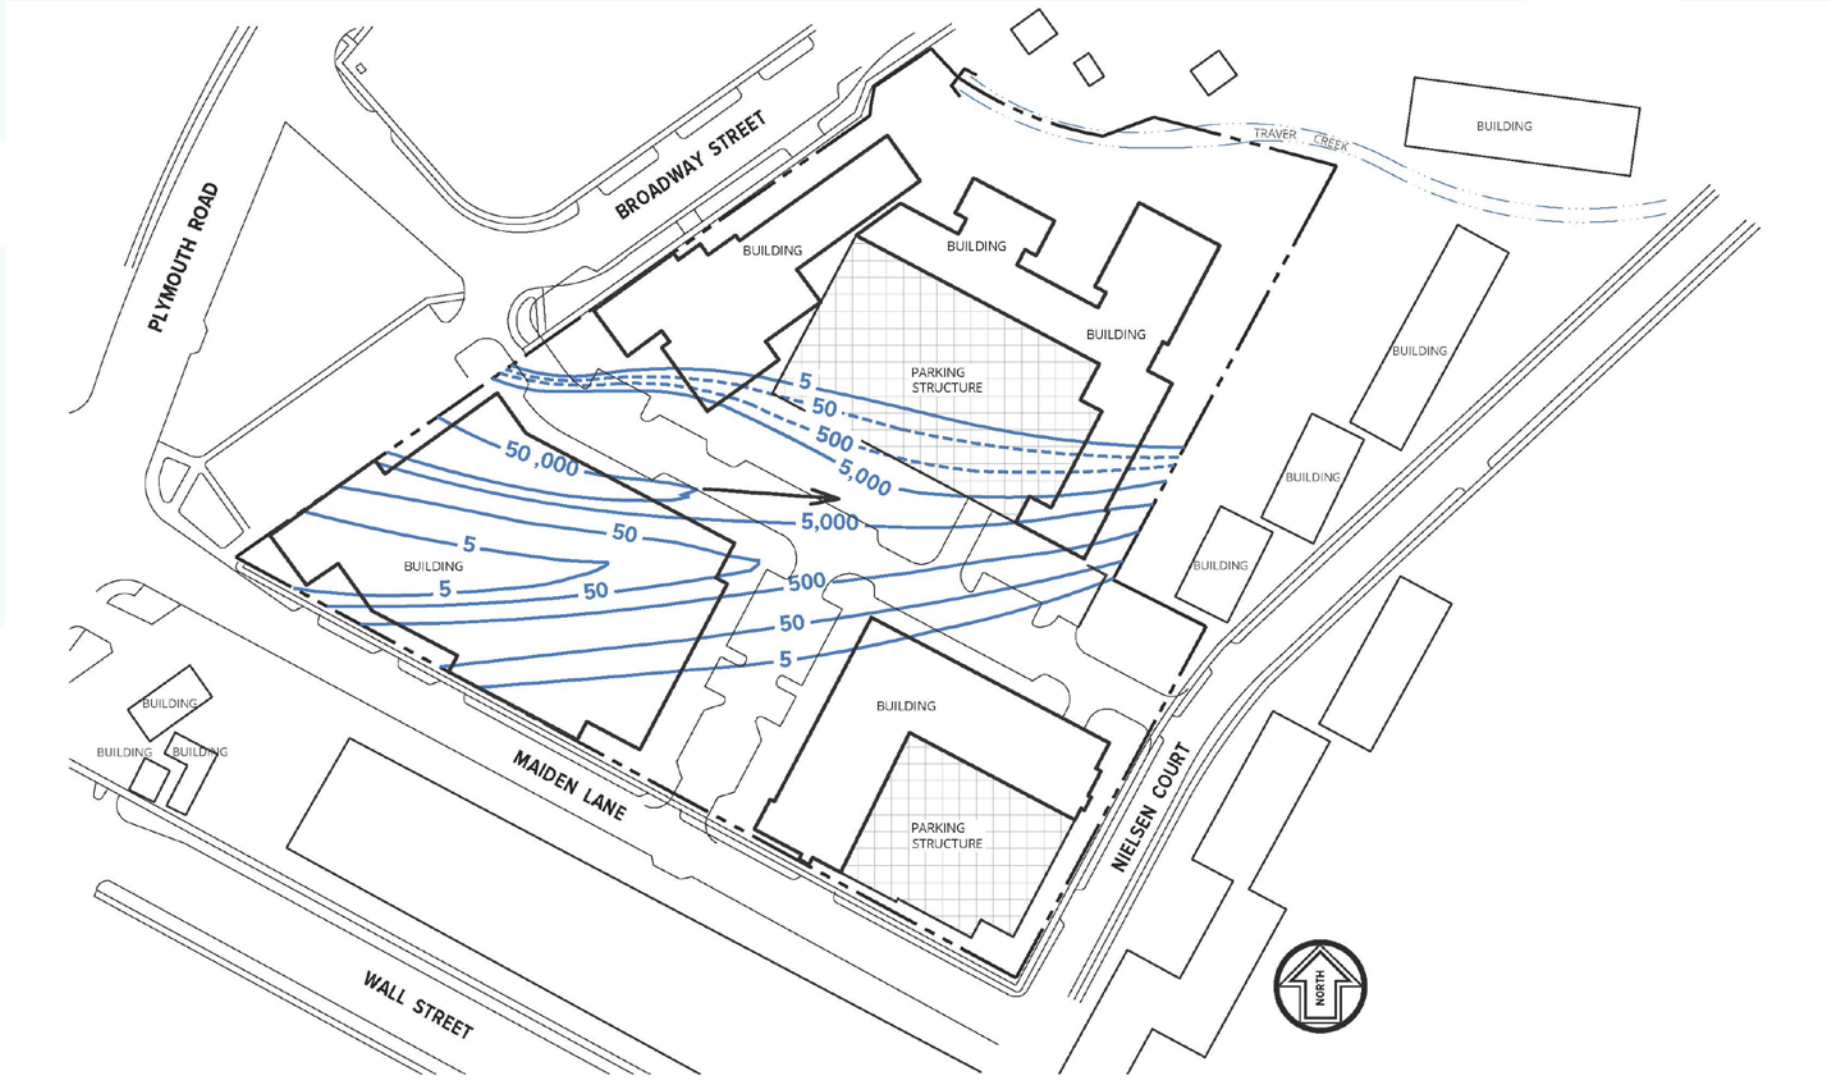 BUILDING
TRAVER CREEK
BROADWAY STREET
PLYMOUTH ROAD
BUILDING
BUILDING
BUILDING
BUILDING
PARKING
STRUCTURE
5
50
500
5,000
50,000
5,000
50
5
BUILDING
5
50
500
50
5
BUILDING
BUILDING
BUILDING
BUILDING
BUILDING
BUILDING
PARKING
STRUCTURE
MAIDEN LANE
NIELSEN COURT
WALL STREET
NORTH